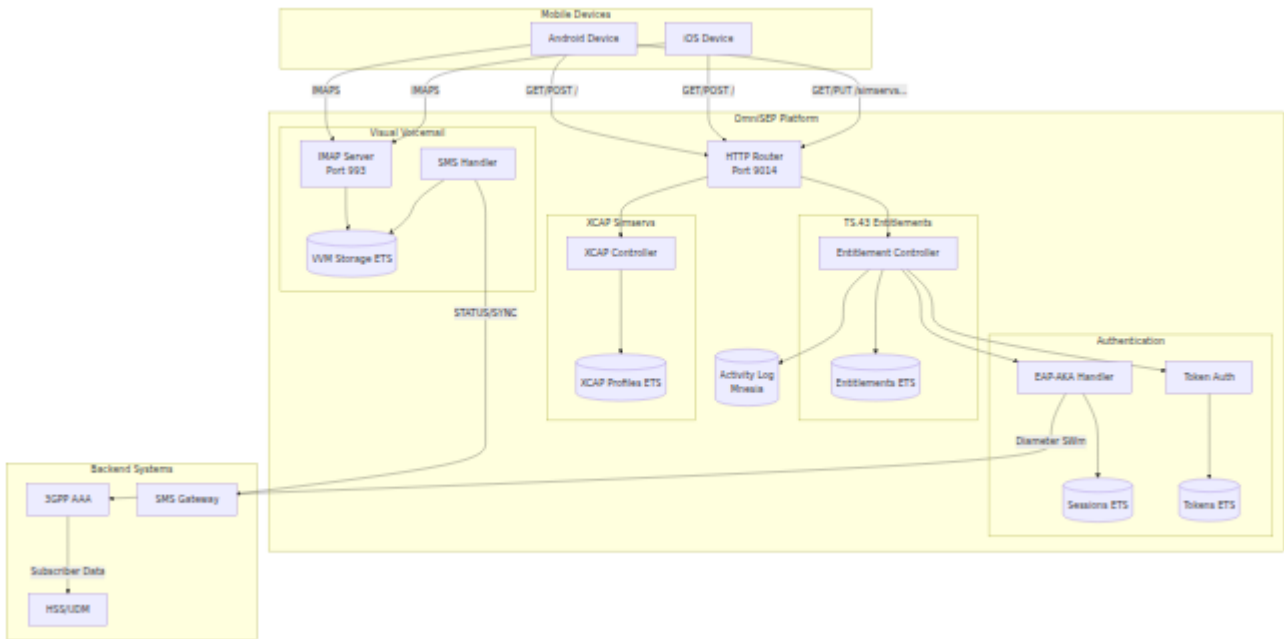 Mobile Devices
Android Device
iOS Device
IMAPS
IMAPS
GET/POST /
GET/POST /
GET/PUT /simservs...
OmniSEP Platform
Visual Voicemail
IMAP Server
Port 993
SMS Handler
VVM Storage ETS
HTTP Router
Port 9014
XCAP Simservs
XCAP Controller
XCAP Profiles ETS
TS.43 Entitlements
Entitlement Controller
Activity Log
Mnesia
Entitlements ETS
STATUS/SYNC
Authentication
EAP-AKA Handler
Token Auth
Diameter SWm
Sessions ETS
Tokens ETS
Backend Systems
3GPP AAA
SMS Gateway
Subscriber Data
HSS/UDM